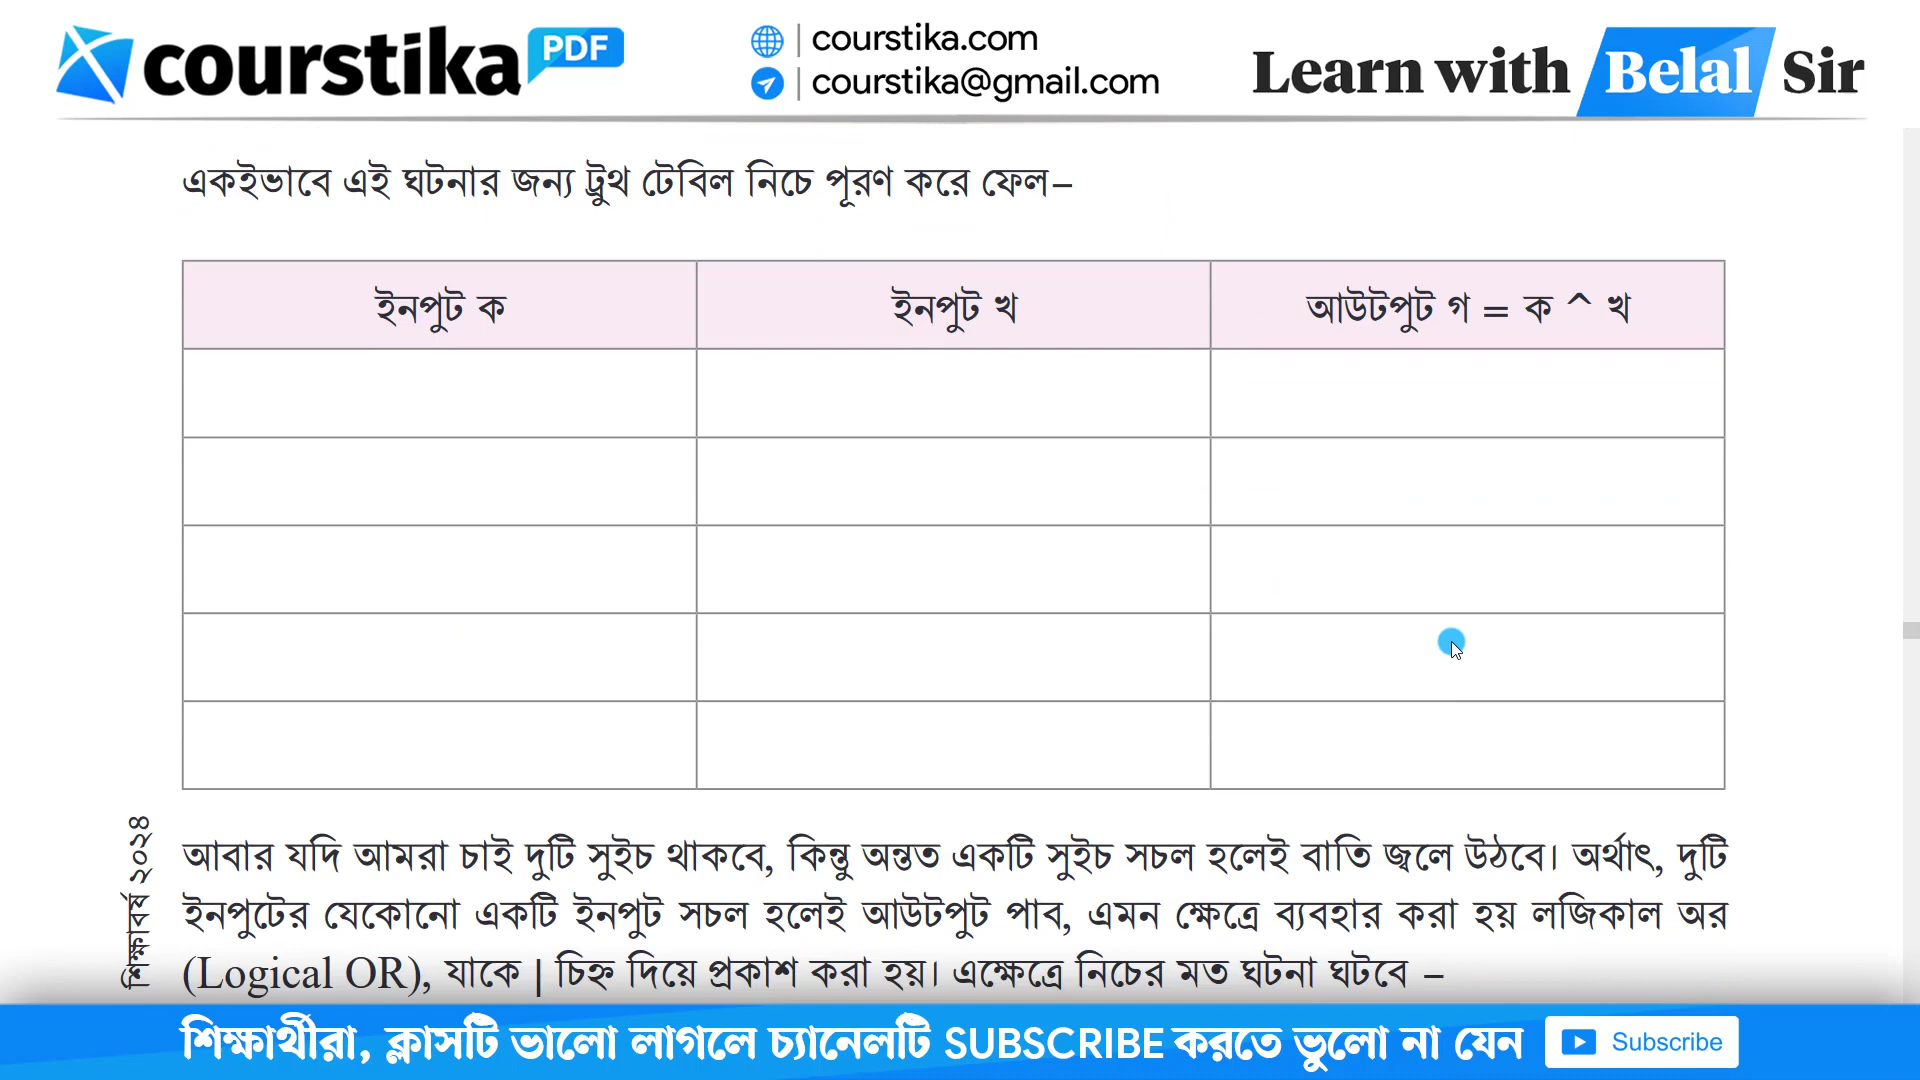 courstika PDF
courstika.com
courstika@gmail.com
Learn with Belal Sir
একইভাবে এই ঘটনার জন্য ট্রুথ টেবিল নিচে পূরণ করে ফেল–
ইনপুট ক ইনপুট খ আউটপুট গ = ক ^ খ
আবার যদি আমরা চাই দুটি সুইচ থাকবে, কিন্তু অন্তত একটি সুইচ সচল হলেই বাতি জ্বলে উঠবে। অর্থাৎ, দুটি
ইনপুটের যেকোনো একটি ইনপুট সচল হলেই আউটপুট পাব, এমন ক্ষেত্রে ব্যবহার করা হয় লজিকাল অর
(Logical OR), যাকে | চিহ্ন দিয়ে প্রকাশ করা হয়। এক্ষেত্রে নিচের মত ঘটনা ঘটবে –
শিক্ষাবর্ষ ২০২৪
শিক্ষার্থীরা, ক্লাসটি ভালো লাগলে চ্যানেলটি SUBSCRIBE করতে ভুলো না যেন
Subscribe